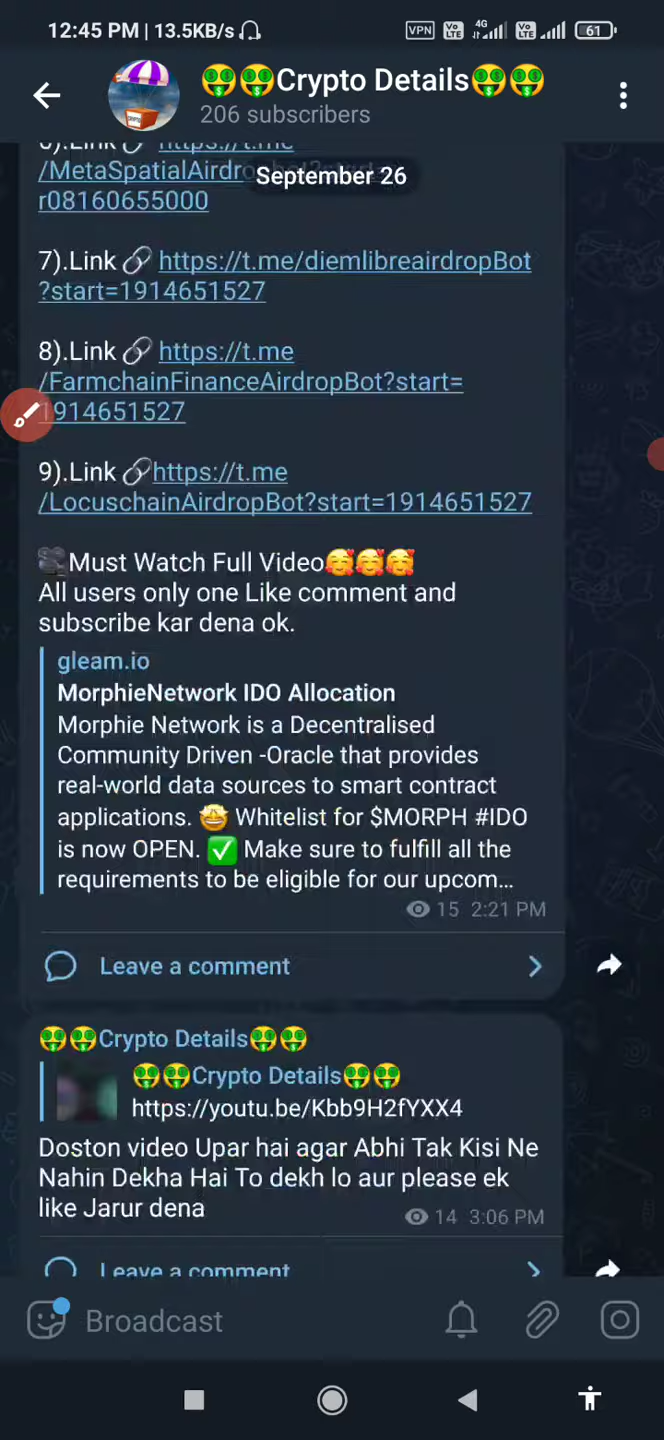 12:45 PM | 13.5KB/s
VPN Vo LTE 4G Vo LTE 61
🤑🤑Crypto Details🤑🤑
206 subscribers
/MetaSpatialAirdro
September 26
r08160655000
7).Link🔗 https://t.me/diemlibreairdropBot
?start=1914651527
8).Link🔗 https://t.me
/FarmchainFinanceAirdropBot?start=
1914651527
9).Link🔗https://t.me
/LocuschainAirdropBot?start=1914651527
🎥Must Watch Full Video🥰🥰🥰
All users only one Like comment and
subscribe kar dena ok.
gleam.io
MorphieNetwork IDO Allocation
Morphie Network is a Decentralised
Community Driven -Oracle that provides
real-world data sources to smart contract
applications. 🤩 Whitelist for $MORPH #IDO
is now OPEN. ✅ Make sure to fulfill all the
requirements to be eligible for our upcom...
15 2:21 PM
Leave a comment
🤑🤑Crypto Details🤑🤑
🤑🤑Crypto Details🤑🤑
https://youtu.be/Kbb9H2fYXX4
Doston video Upar hai agar Abhi Tak Kisi Ne
Nahin Dekha Hai To dekh lo aur please ek
like Jarur dena
14 3:06 PM
Leave a comment
Broadcast